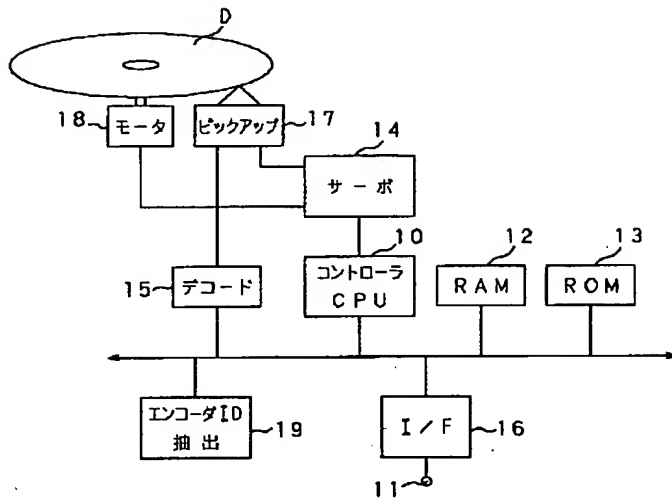 D
18
モータ
ピックアップ
17
14
サーボ
10
12
13
15
デコード
コントローラ
CPU
RAM
ROM
エンコーダID
抽出
19
I/F
16
11